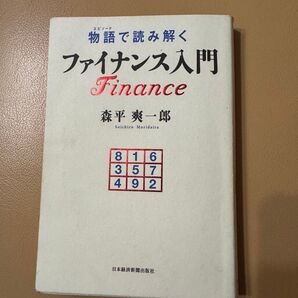 エピソード
物語で読み解く
ファイナンス入門
Finance
森平 爽一郎
Soichiro Moridaira
8 1 6
3 5 7
4 9 2
日本経済新聞出版社